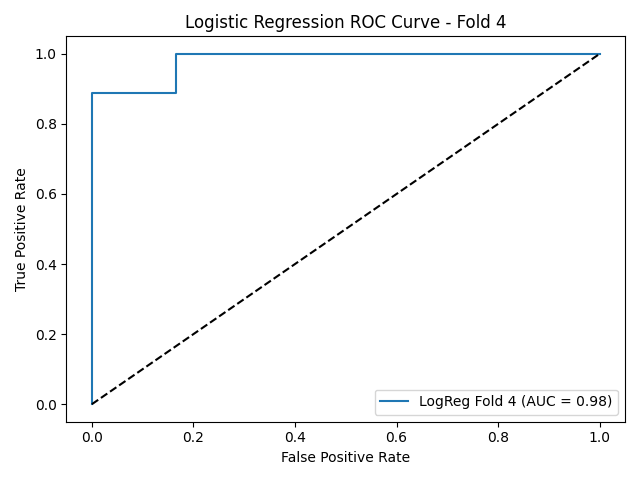 Logistic Regression ROC Curve - Fold 4
True Positive Rate
1.0
0.8
0.6
0.4
0.2
0.0
LogReg Fold 4 (AUC = 0.98)
0.0 0.2 0.4 0.6 0.8 1.0
False Positive Rate